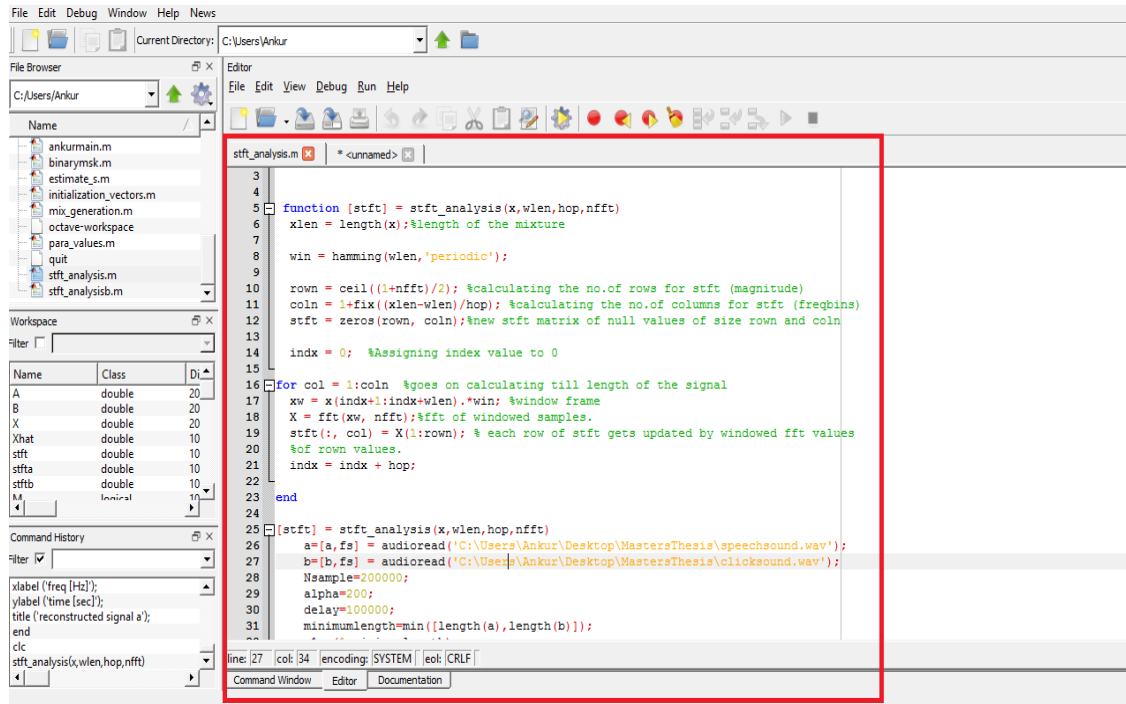 File Edit Debug Window Help News
Current Directory: C:\Users\Ankur
File Browser
C:/Users/Ankur
Name
ankurmain.m
binarymsk.m
estimate_s.m
initialization_vectors.m
mix_generation.m
octave-workspace
para_values.m
quit
stft_analysis.m
stft_analysisb.m
Workspace
Filter
Name Class Di
A double 20
B double 20
X double 20
Xhat double 10
stft double 10
stfta double 10
stftb double 10
M logical 10
Command History
Filter
xlabel ('freq [Hz]');
ylabel ('time [sec]');
title ('reconstructed signal a');
end
clc
stft_analysis(x,wlen,hop,nfft)
Editor
File Edit View Debug Run Help
stft_analysis.m * <unnamed>
3
4
5 function [stft] = stft_analysis(x,wlen,hop,nfft)
6 xlen = length(x);%length of the mixture
7
8 win = hamming(wlen,'periodic');
9
10 rown = ceil((1+nfft)/2); %calculating the no.of rows for stft (magnitude)
11 coln = 1+fix((xlen-wlen)/hop); %calculating the no.of columns for stft (freqbins)
12 stft = zeros(rown, coln);%new stft matrix of null values of size rown and coln
13
14 indx = 0; %Assigning index value to 0
15
16 for col = 1:coln %goes on calculating till length of the signal
17 xw = x(indx+1:indx+wlen).*win; %window frame
18 X = fft(xw, nfft);%fft of windowed samples.
19 stft(:, col) = X(1:rown); % each row of stft gets updated by windowed fft values
20 %of rown values.
21 indx = indx + hop;
22
23 end
24
25 [stft] = stft_analysis(x,wlen,hop,nfft)
26 a=[a,fs] = audioread('C:\Users\Ankur\Desktop\MastersThesis\speechsound.wav');
27 b=[b,fs] = audioread('C:\Users\Ankur\Desktop\MastersThesis\clicksound.wav');
28 Nsample=200000;
29 alpha=200;
30 delay=100000;
31 minimumlength=min([length(a),length(b)]);
line: 27 col: 34 encoding: SYSTEM eol: CRLF
Command Window Editor Documentation